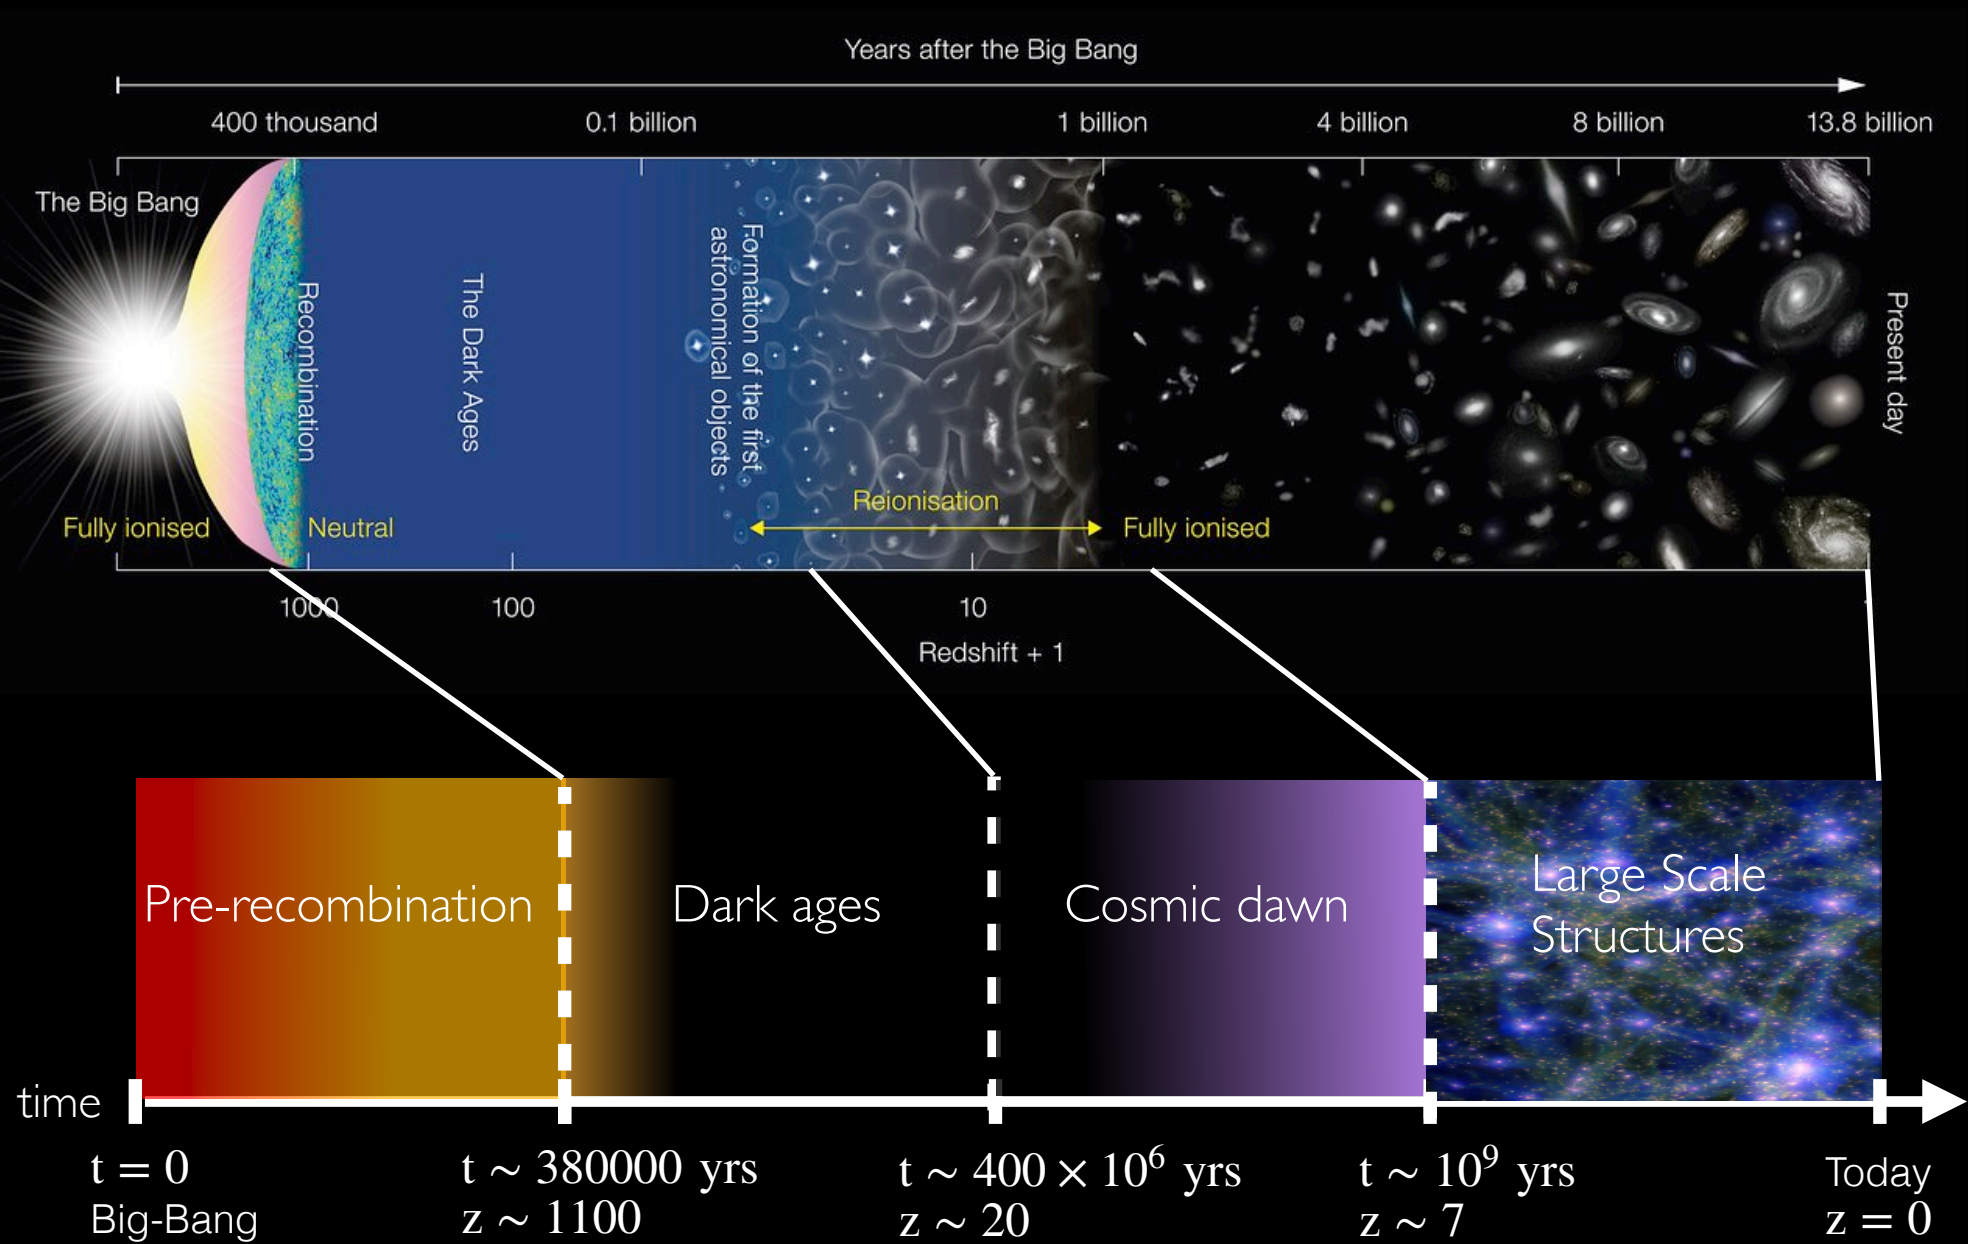 Years after the Big Bang
400 thousand
0.1 billion
1 billion
4 billion
8 billion
13.8 billion
The Big Bang
Recombination
The Dark Ages
Formation of the first
astronomical objects
Present day
Reionisation
Fully ionised
Neutral
Fully ionised
1000
100
10
Redshift + 1
Pre-recombination
Dark ages
Cosmic dawn
Large Scale
Structures
time
t = 0
Big-Bang
t ∼ 380000 yrs
z ∼ 1100
t ∼ 400 × 10⁶ yrs
z ∼ 20
t ∼ 10⁹ yrs
z ∼ 7
Today
z = 0